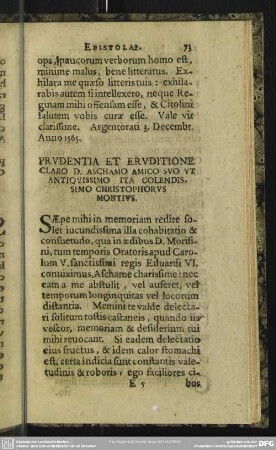 EPISTOLAE. 73
ops, paucorum verborum homo est,
minime malus, bene litteratus. Ex-
hilara me quæso litteris tuis: exhila-
rabis autem si intellexero, neque Re-
ginam mihi offensam esse, & Citolini
salutem vobis curæ esse. Vale vir
clarissime. Argentorati 3. Decembr.
Anno 1565.
PRVDENTIA ET ERVDITIONE
CLARO D. ASCHAMO AMICO SVO VT
ANTIQVISSIMO ITA COLENDIS-
SIMO CHRISTOPHORVS
MONTIVS.
SÆpe mihi in memoriam redire so-
let iucundissima illa cohabitatio &
consuetudo, qua in ædibus D. Morisi-
ni, tum temporis Oratoris apud Caro-
lum V. sanctissimi regis Eduardi VI.
coniuximus, Aschame charissime: nec
eam a me abstulit, vel auferet, vel
temporum longinquitas vel locorum
distantia. Memini te valde delecta-
ri solitum tostis castaneis, quando iis
vescor, memoriam & desiderium tui
mihi reuocant. Si eadem delectatio
eius fructus, & idem calor stomachi
est, certa indicia sunt constantis vale-
tudinis & roboris, ego faciliores ci-
E 5 bos